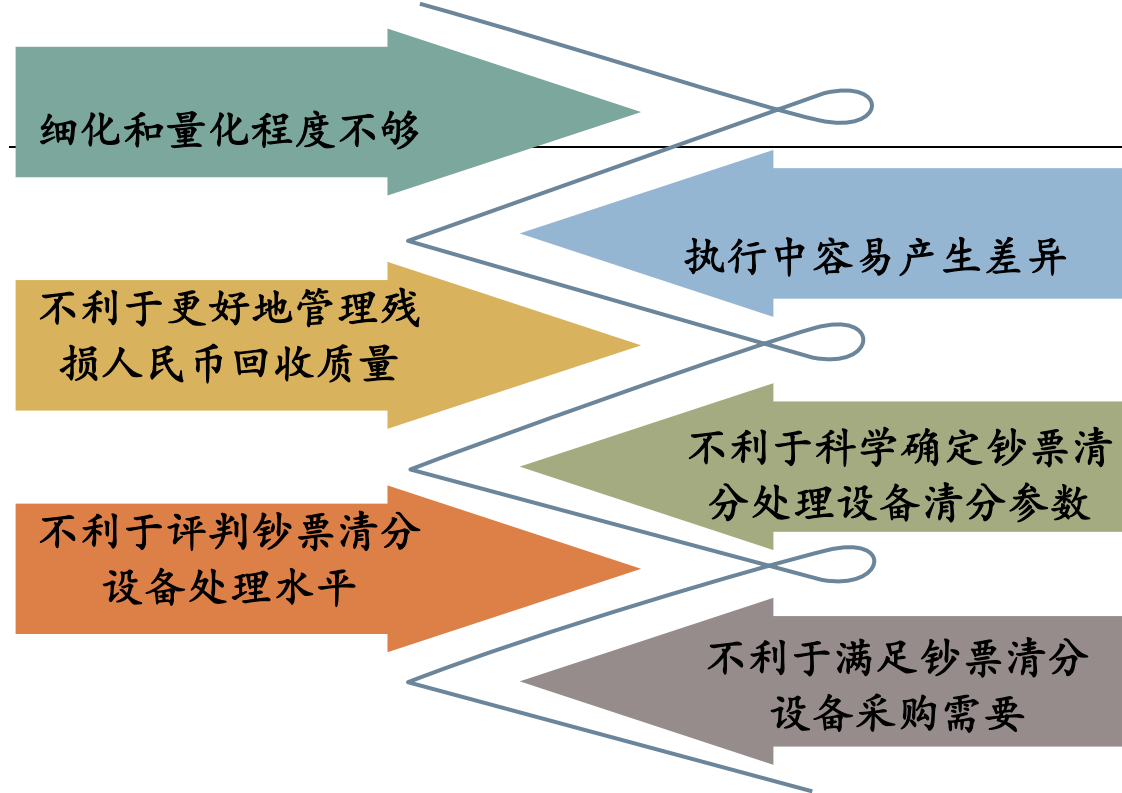 细化和量化程度不够
执行中容易产生差异
不利于更好地管理残
损人民币回收质量
不利于科学确定钞票清
分处理设备清分参数
不利于评判钞票清分
设备处理水平
不利于满足钞票清分
设备采购需要